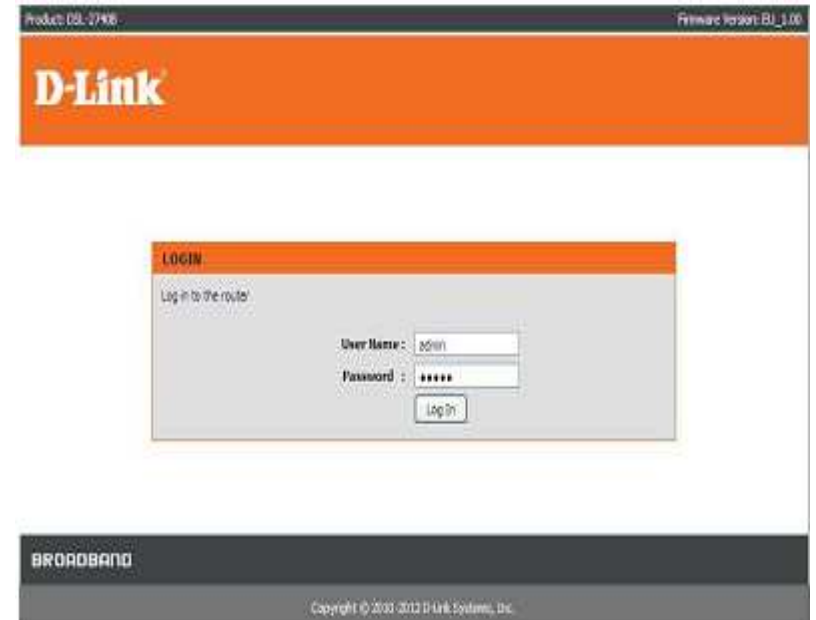 Product: DSL-2740B
Firmware Version: EU_1.00
D-Link
LOGIN
Log in to the router
User Name : admin
Password : •••••
Log In
BROADBAND
Copyright © 2010-2012 D-Link Systems, Inc.